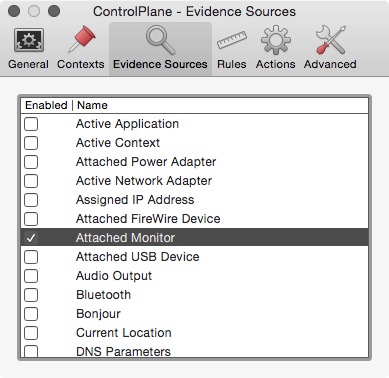 ControlPlane - Evidence Sources
General Contexts Evidence Sources Rules Actions Advanced
Enabled Name
Active Application
Active Context
Attached Power Adapter
Active Network Adapter
Assigned IP Address
Attached FireWire Device
Attached Monitor
Attached USB Device
Audio Output
Bluetooth
Bonjour
Current Location
DNS Parameters